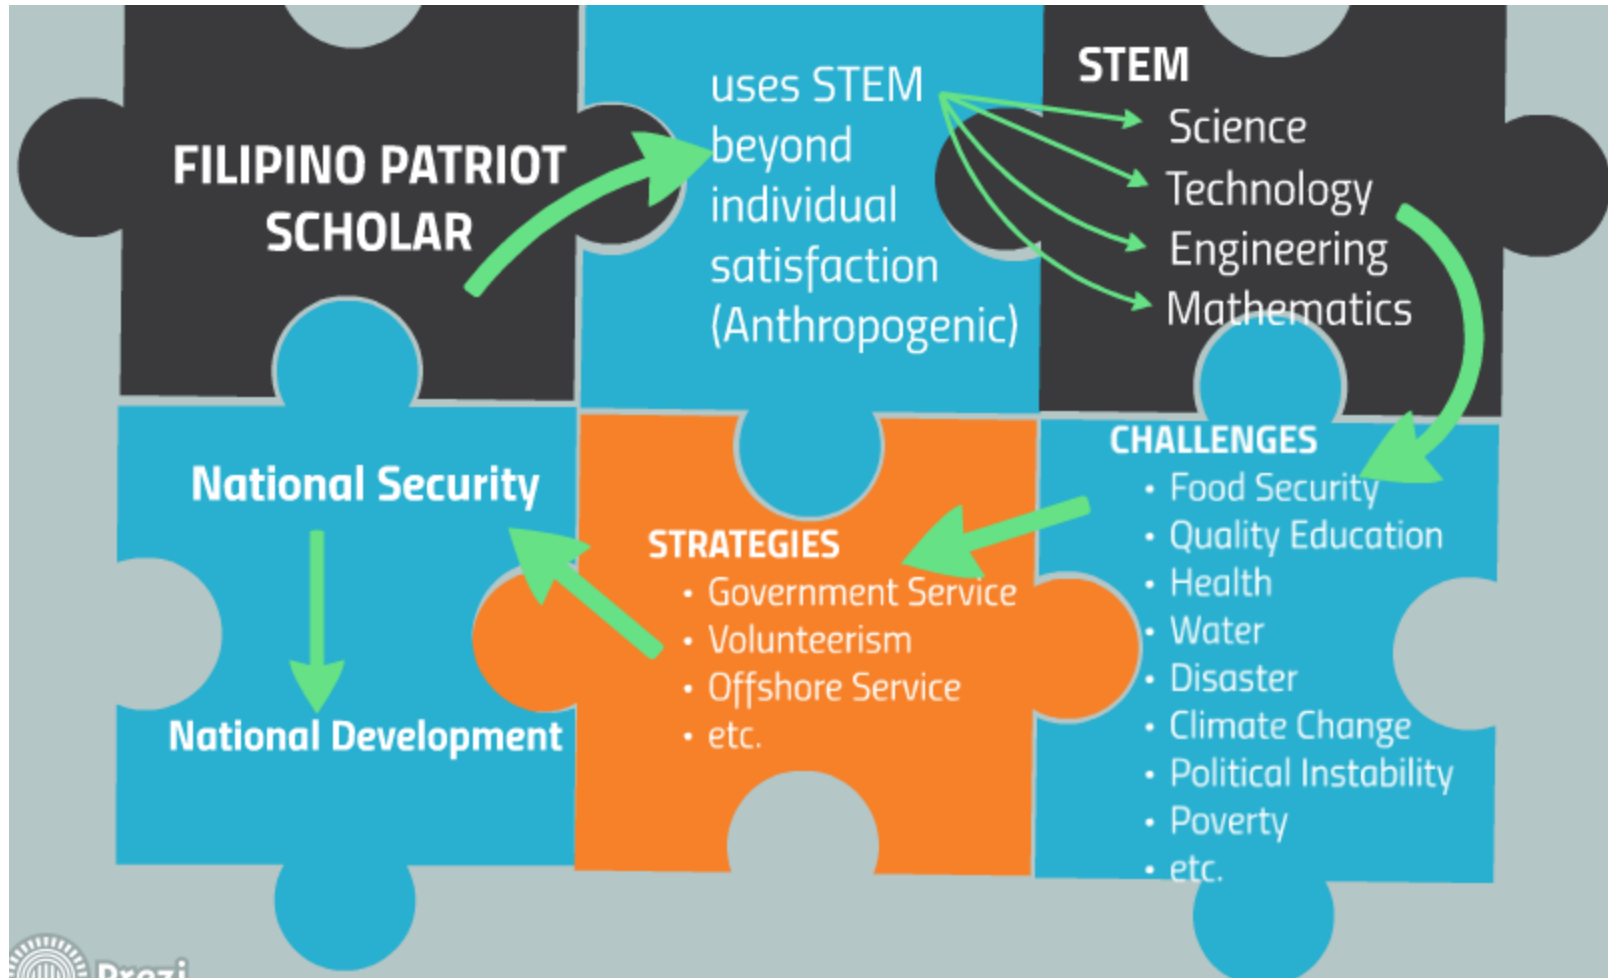 FILIPINO PATRIOT
SCHOLAR
uses STEM
beyond
individual
satisfaction
(Anthropogenic)
STEM
Science
Technology
Engineering
Mathematics
CHALLENGES
• Food Security
• Quality Education
• Health
• Water
• Disaster
• Climate Change
• Political Instability
• Poverty
• etc.
STRATEGIES
• Government Service
• Volunteerism
• Offshore Service
• etc.
National Security
National Development
Prezi